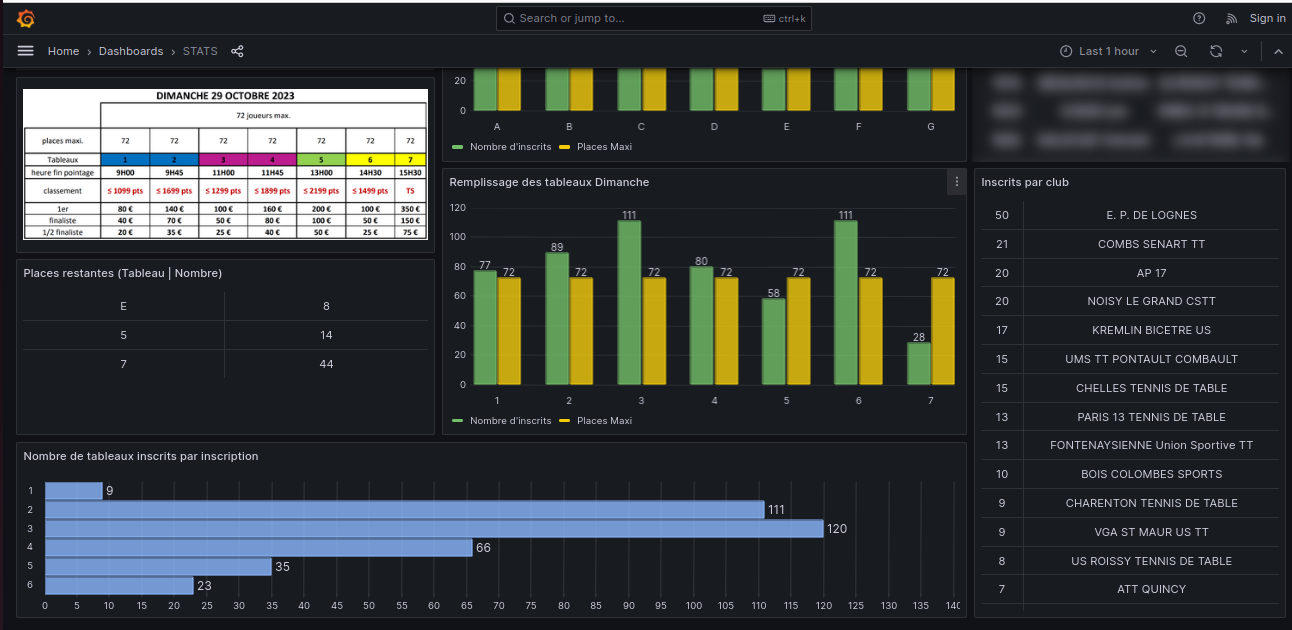 Search or jump to...
ctrl+k
Sign in
Home › Dashboards › STATS
Last 1 hour
DIMANCHE 29 OCTOBRE 2023
72 joueurs max.
places maxi. 72 72 72 72 72 72 72
Tableaux 1 2 3 4 5 6 7
heure fin pointage 9H00 9H45 11H00 11H45 13H00 14H30 15H30
classement ≤ 1099 pts ≤ 1699 pts ≤ 1299 pts ≤ 1899 pts ≤ 2199 pts ≤ 1499 pts TS
1er 80 € 140 € 100 € 160 € 200 € 100 € 350 €
finaliste 40 € 70 € 50 € 80 € 100 € 50 € 150 €
1/2 finaliste 20 € 35 € 25 € 40 € 50 € 25 € 75 €
Places restantes (Tableau | Nombre)
E 8
5 14
7 44
20
0
A B C D E F G
Nombre d'inscrits Places Maxi
Remplissage des tableaux Dimanche
120
100
80
60
40
20
0
77 72 89 72 111 72 80 72 58 72 111 72 28 72
1 2 3 4 5 6 7
Nombre d'inscrits Places Maxi
Inscrits par club
50 E. P. DE LOGNES
21 COMBS SENART TT
20 AP 17
20 NOISY LE GRAND CSTT
17 KREMLIN BICETRE US
15 UMS TT PONTAULT COMBAULT
15 CHELLES TENNIS DE TABLE
13 PARIS 13 TENNIS DE TABLE
13 FONTENAYSIENNE Union Sportive TT
10 BOIS COLOMBES SPORTS
9 CHARENTON TENNIS DE TABLE
9 VGA ST MAUR US TT
8 US ROISSY TENNIS DE TABLE
7 ATT QUINCY
Nombre de tableaux inscrits par inscription
1 9
2 111
3 120
4 66
5 35
6 23
0 5 10 15 20 25 30 35 40 45 50 55 60 65 70 75 80 85 90 95 100 105 110 115 120 125 130 135